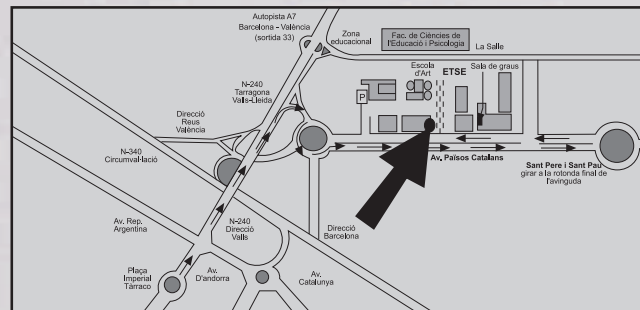 Autopista A7
Barcelona - València
(sortida 33)
Zona
educacional
Fac. de Ciències de
l'Educació i Psicologia
La Salle
Escola
d'Art
ETSE
Sala de graus
N-240
Tarragona
Valls-Lleida
P
Direcció
Reus
València
N-340
Circumval·lació
Av. Països Catalans
Sant Pere i Sant Pau
girar a la rotonda final de
l'avinguda
Av. Rep.
Argentina
N-240
Direcció
Valls
Direcció
Barcelona
Plaça
Imperial
Tàrraco
Av.
D'andorra
Av.
Catalunya